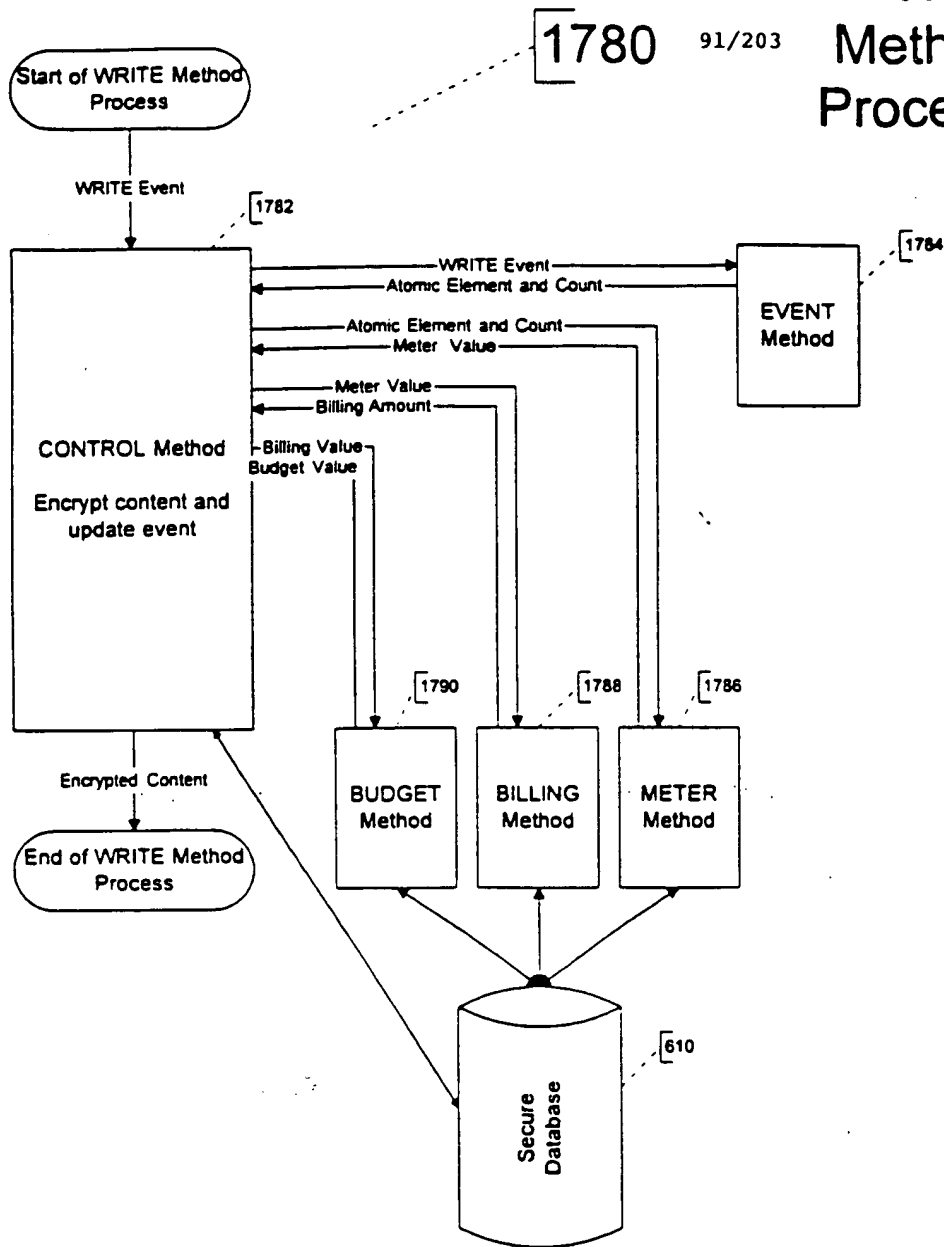 1780 91/203
Start of WRITE Method
Process
WRITE Event
1782
1784
WRITE Event
Atomic Element and Count
EVENT
Method
Atomic Element and Count
Meter Value
Meter Value
Billing Amount
CONTROL Method
Billing Value
Budget Value
Encrypt content and
update event
1790
1788
1786
Encrypted Content
BUDGET
Method
BILLING
Method
METER
Method
End of WRITE Method
Process
610
Secure
Database